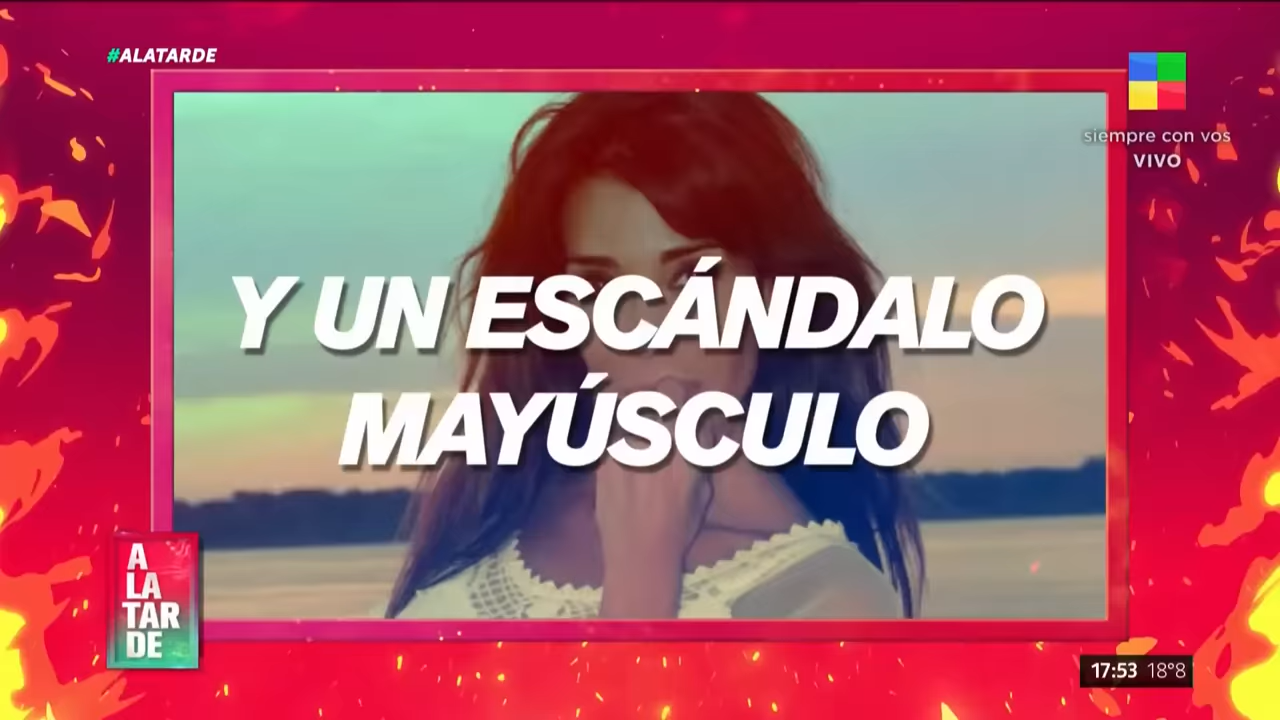 #ALATARDE
siempre con vos
VIVO
Y UN ESCÁNDALO
MAYÚSCULO
A
LA
TAR
DE
17:53 18°8